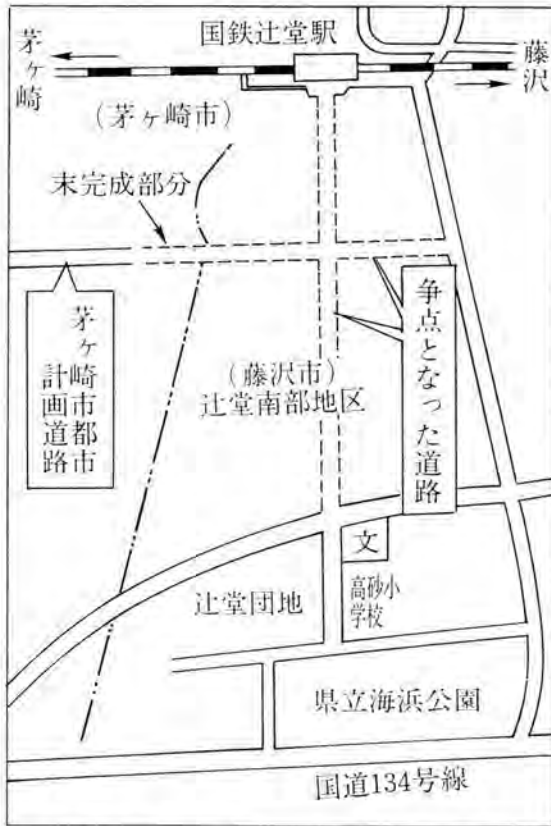 国鉄辻堂駅
茅ヶ崎
藤沢
(茅ヶ崎市)
末完成部分
争点となった道路
茅ヶ崎市都市
計画道路
(藤沢市)
辻堂南部地区
文
高砂小
学校
辻堂団地
県立海浜公園
国道134号線